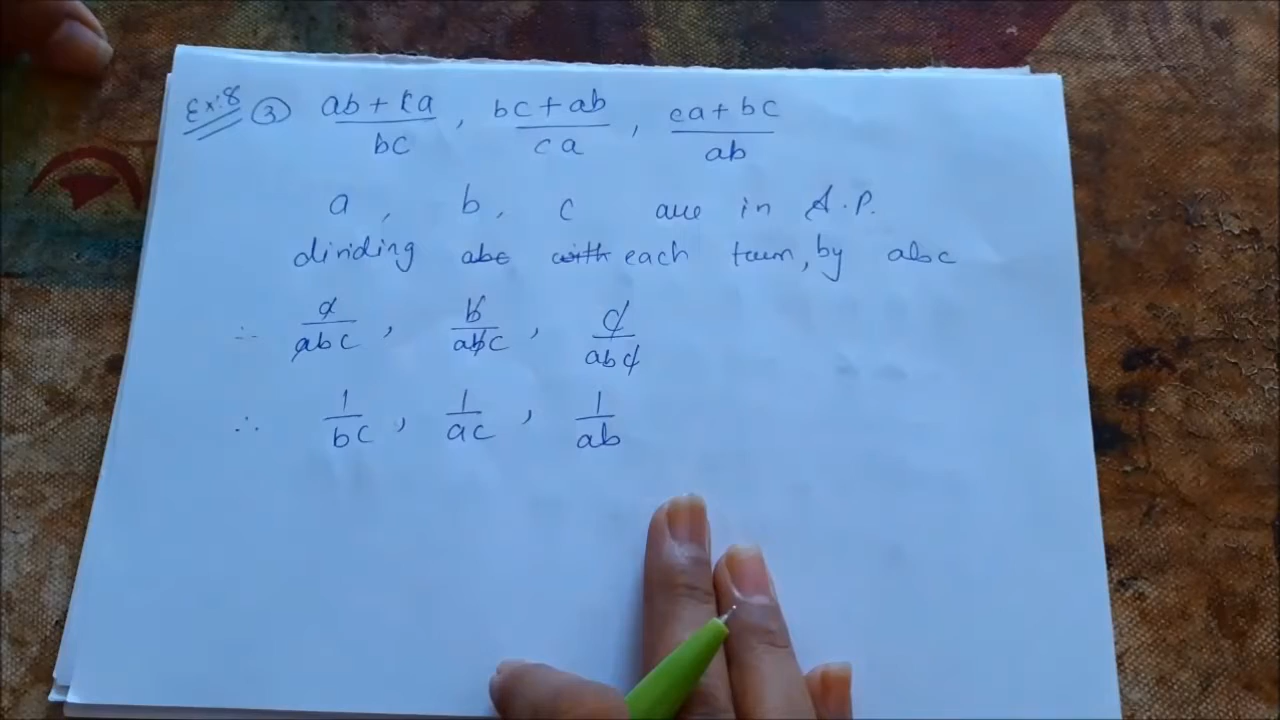 Ex:8 ③ ab + ca / bc , bc + ab / ca , ca + bc / ab
a , b , c are in A.P.
dividing abc with each term, by abc
∴ a/abc , b/abc , c/abc
∴ 1/bc , 1/ac , 1/ab